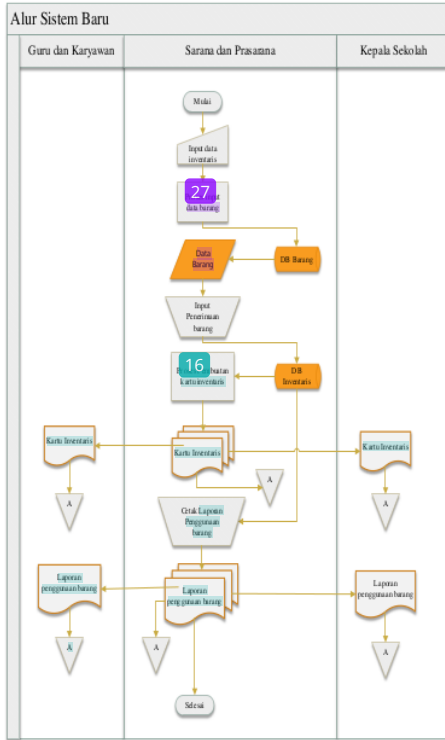 Alur Sistem Baru
Guru dan Karyawan
Sarana dan Prasarana
Kepala Sekolah
Mulai
Input data
inventaris
27
data barang
Data
Barang
DB Barang
Input
Penerimaan
barang
16
kartu inventaris
DB
Inventaris
Kartu Inventaris
Kartu Inventaris
Kartu Inventaris
A
A
A
Cetak Laporan
Penggunaan
barang
Laporan
penggunaan barang
Laporan
penggunaan barang
Laporan
penggunaan barang
A
A
A
Selesai